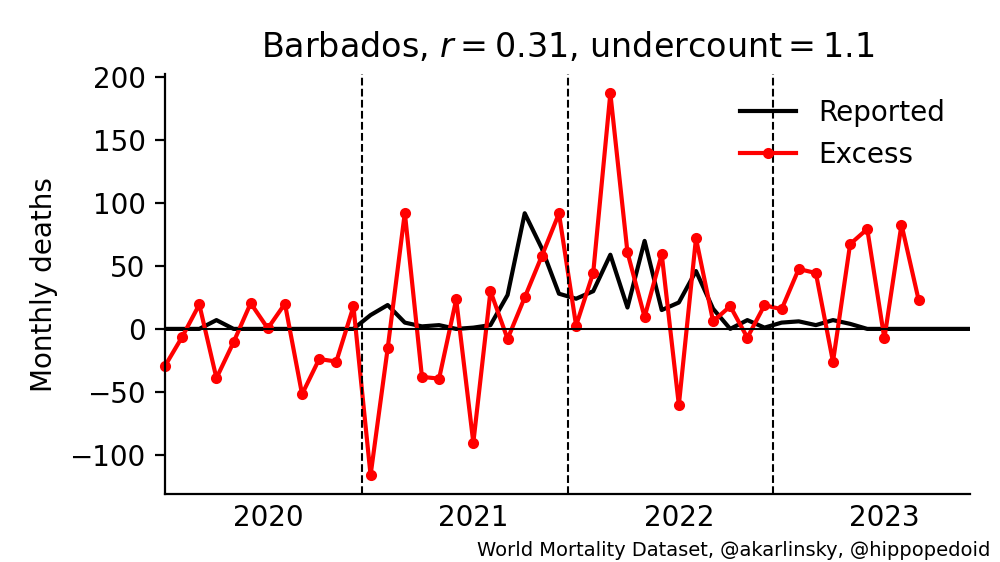 Barbados, r = 0.31, undercount = 1.1
Monthly deaths
200
150
100
50
0
−50
−100
Reported
Excess
2020 2021 2022 2023
World Mortality Dataset, @akarlinsky, @hippopedoid